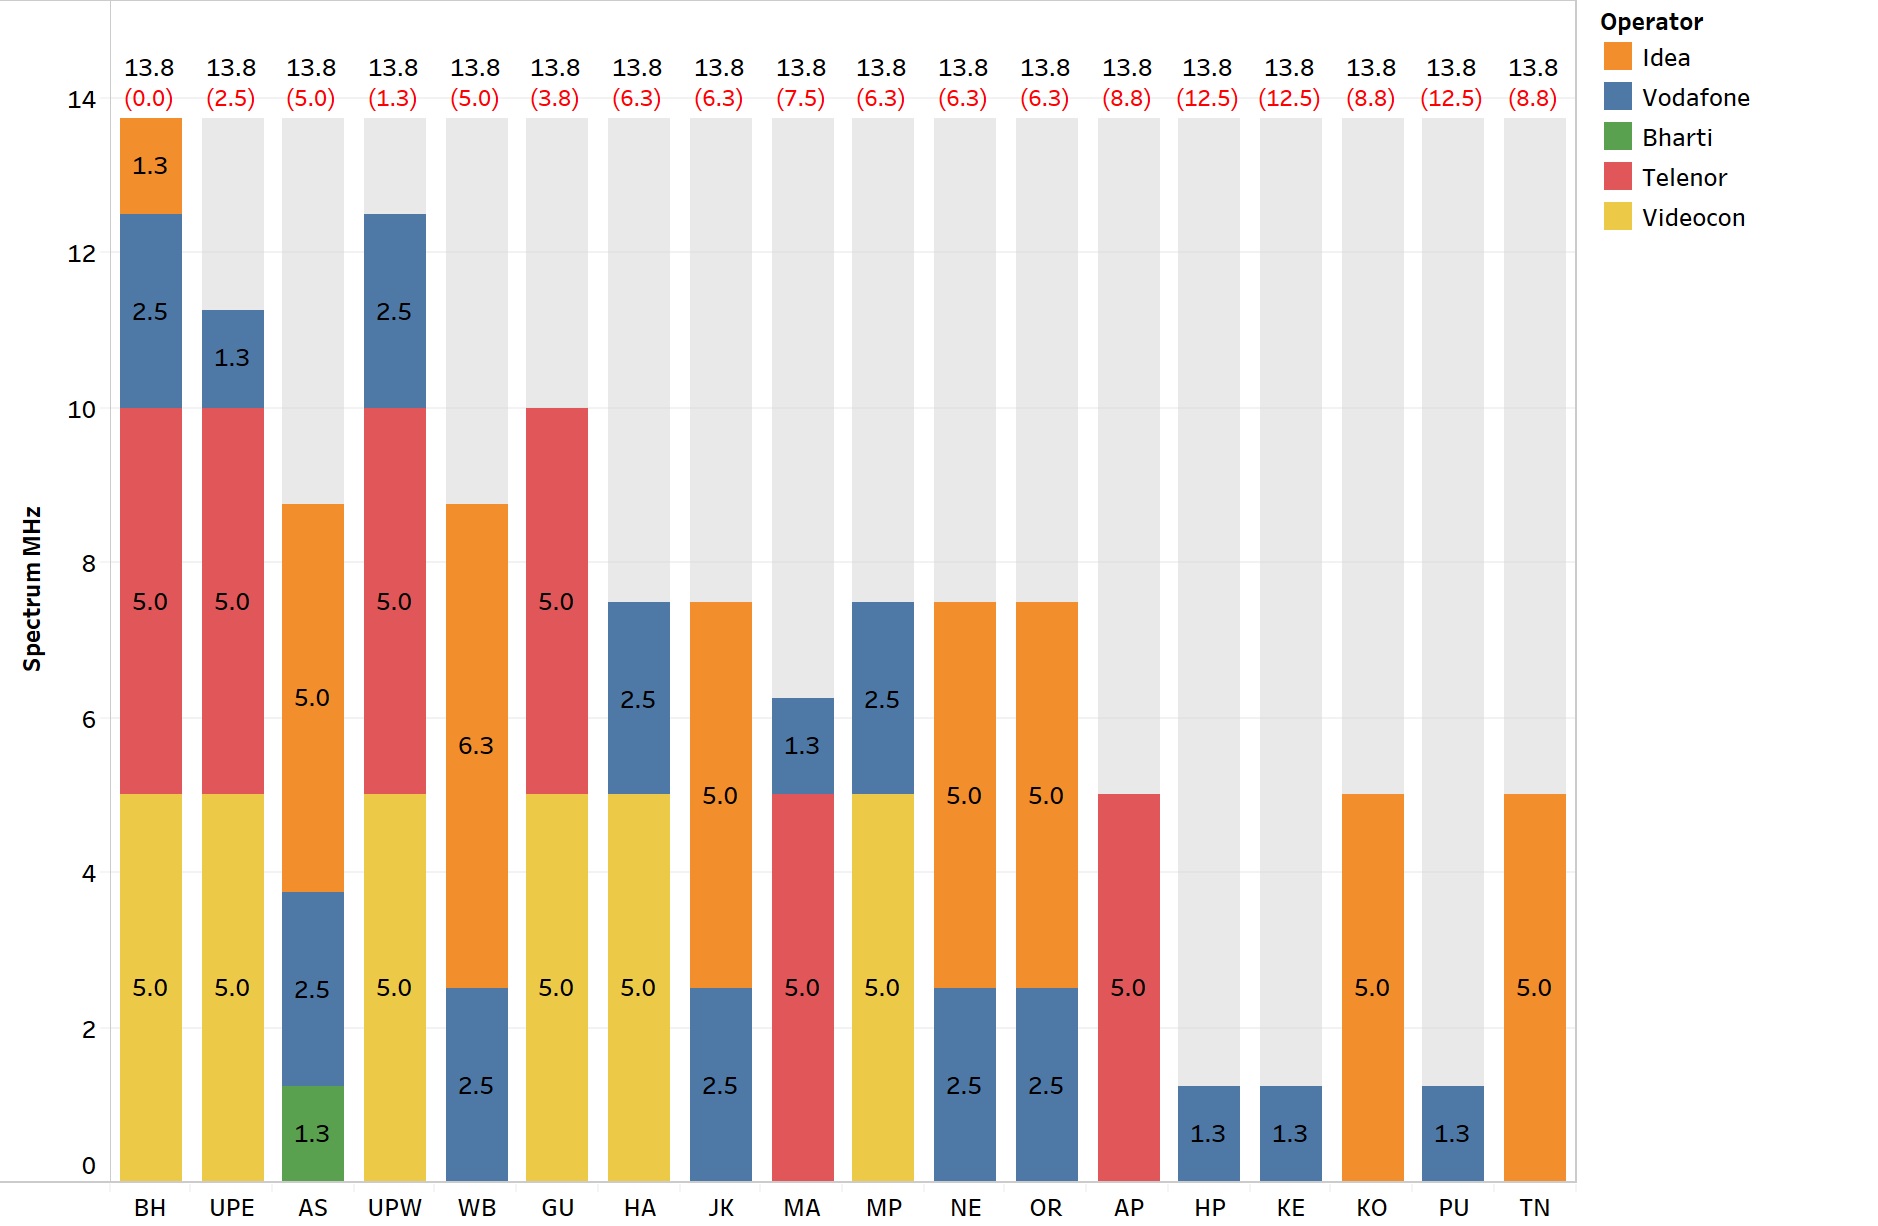 Operator
Idea
Vodafone
Bharti
Telenor
Videocon
13.8 13.8 13.8 13.8 13.8 13.8 13.8 13.8 13.8 13.8 13.8 13.8 13.8 13.8 13.8 13.8 13.8 13.8
(0.0) (2.5) (5.0) (1.3) (5.0) (3.8) (6.3) (6.3) (7.5) (6.3) (6.3) (6.3) (8.8) (12.5) (12.5) (8.8) (12.5) (8.8)
14
1.3
12
2.5 2.5
1.3
10
8
5.0 5.0 5.0 5.0
5.0 2.5 2.5
6
6.3 1.3
5.0 5.0 5.0
4
5.0 5.0 2.5 5.0 5.0 5.0 5.0 5.0 5.0 5.0 5.0
2
2.5 2.5 2.5 2.5
1.3 1.3 1.3 1.3
0
Spectrum MHz
BH UPE AS UPW WB GU HA JK MA MP NE OR AP HP KE KO PU TN